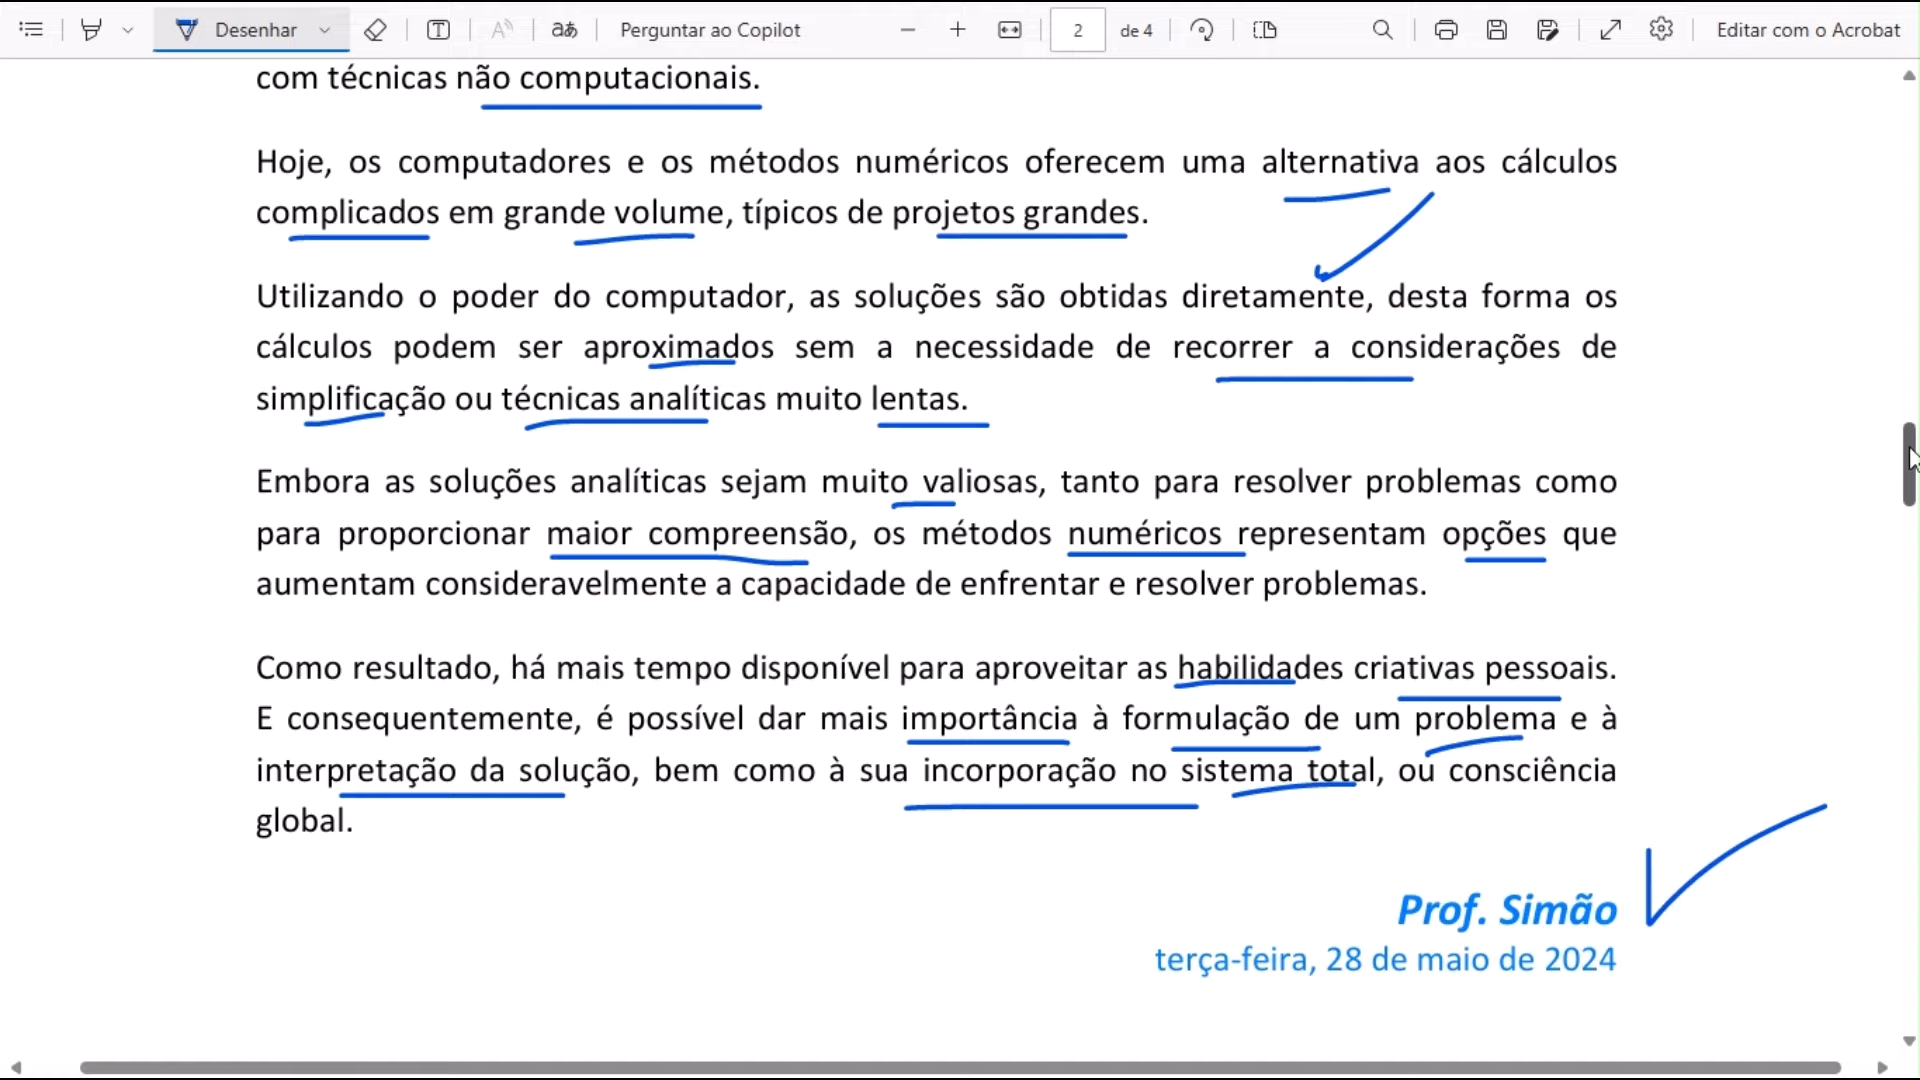 Desenhar
Perguntar ao Copilot
2 de 4
Editar com o Acrobat
com técnicas não computacionais.
Hoje, os computadores e os métodos numéricos oferecem uma alternativa aos cálculos
complicados em grande volume, típicos de projetos grandes.
Utilizando o poder do computador, as soluções são obtidas diretamente, desta forma os
cálculos podem ser aproximados sem a necessidade de recorrer a considerações de
simplificação ou técnicas analíticas muito lentas.
Embora as soluções analíticas sejam muito valiosas, tanto para resolver problemas como
para proporcionar maior compreensão, os métodos numéricos representam opções que
aumentam consideravelmente a capacidade de enfrentar e resolver problemas.
Como resultado, há mais tempo disponível para aproveitar as habilidades criativas pessoais.
E consequentemente, é possível dar mais importância à formulação de um problema e à
interpretação da solução, bem como à sua incorporação no sistema total, ou consciência
global.
Prof. Simão
terça-feira, 28 de maio de 2024